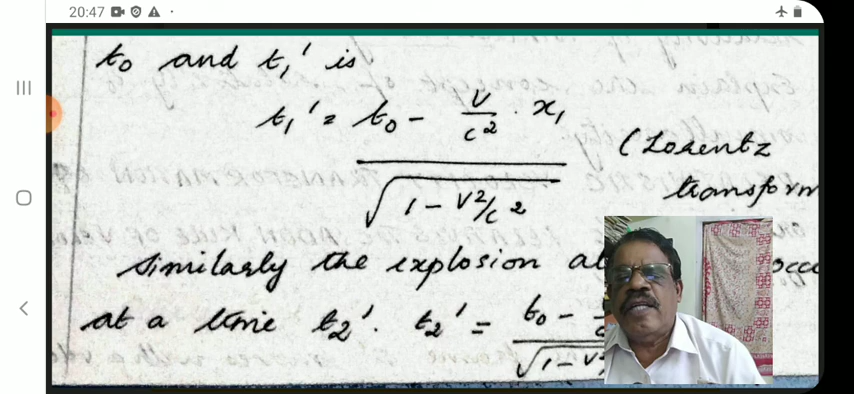 20:47
t₀ and t₁' is
t₁' = t₀ - V/c² · x₁
√1 - V²/c²
(Lorentz
transform
Similarly the explosion at
at a time t₂'. t₂' = t₀ -
√1 - V²